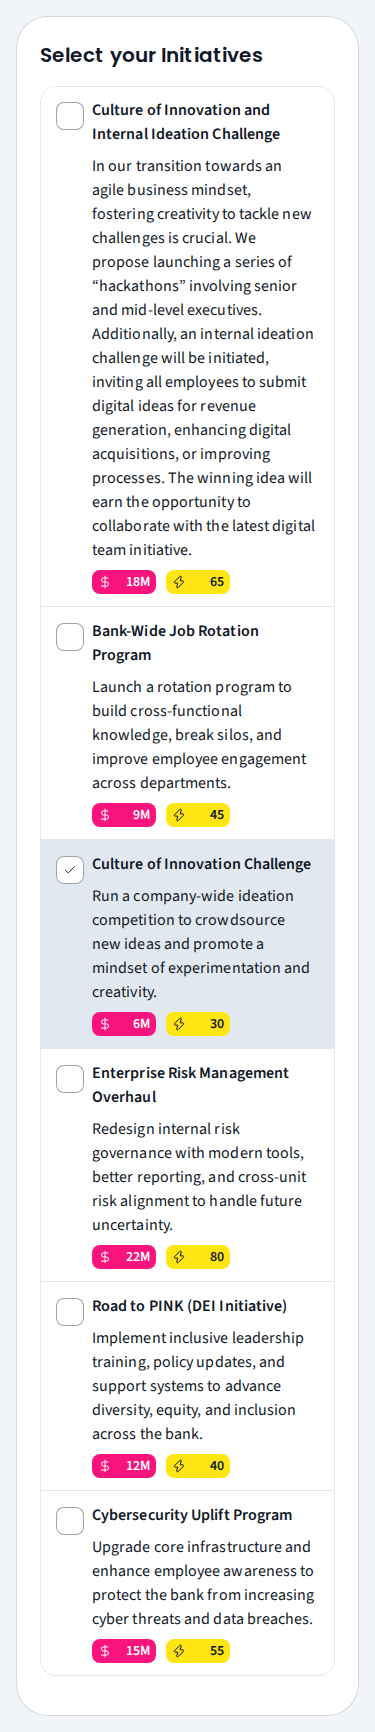 Select your Initiatives
Culture of Innovation and
Internal Ideation Challenge
In our transition towards an
agile business mindset,
fostering creativity to tackle new
challenges is crucial. We
propose launching a series of
“hackathons” involving senior
and mid-level executives.
Additionally, an internal ideation
challenge will be initiated,
inviting all employees to submit
digital ideas for revenue
generation, enhancing digital
acquisitions, or improving
processes. The winning idea will
earn the opportunity to
collaborate with the latest digital
team initiative.
$ 18M 65
Bank-Wide Job Rotation
Program
Launch a rotation program to
build cross-functional
knowledge, break silos, and
improve employee engagement
across departments.
$ 9M 45
Culture of Innovation Challenge
Run a company-wide ideation
competition to crowdsource
new ideas and promote a
mindset of experimentation and
creativity.
$ 6M 30
Enterprise Risk Management
Overhaul
Redesign internal risk
governance with modern tools,
better reporting, and cross-unit
risk alignment to handle future
uncertainty.
$ 22M 80
Road to PINK (DEI Initiative)
Implement inclusive leadership
training, policy updates, and
support systems to advance
diversity, equity, and inclusion
across the bank.
$ 12M 40
Cybersecurity Uplift Program
Upgrade core infrastructure and
enhance employee awareness to
protect the bank from increasing
cyber threats and data breaches.
$ 15M 55